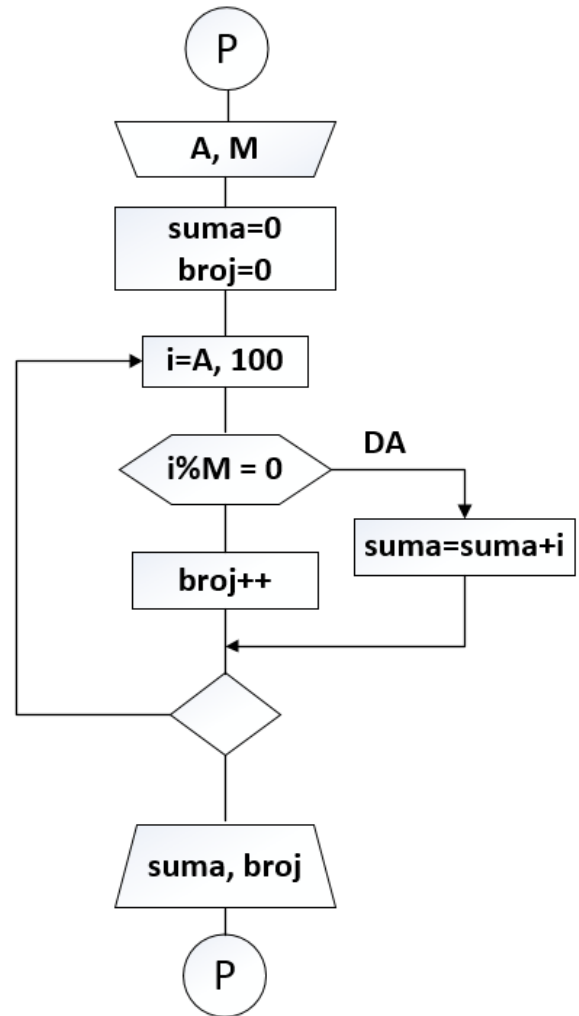 P
A, M
suma=0
broj=0
i=A, 100
i%M = 0
DA
suma=suma+i
broj++
suma, broj
P